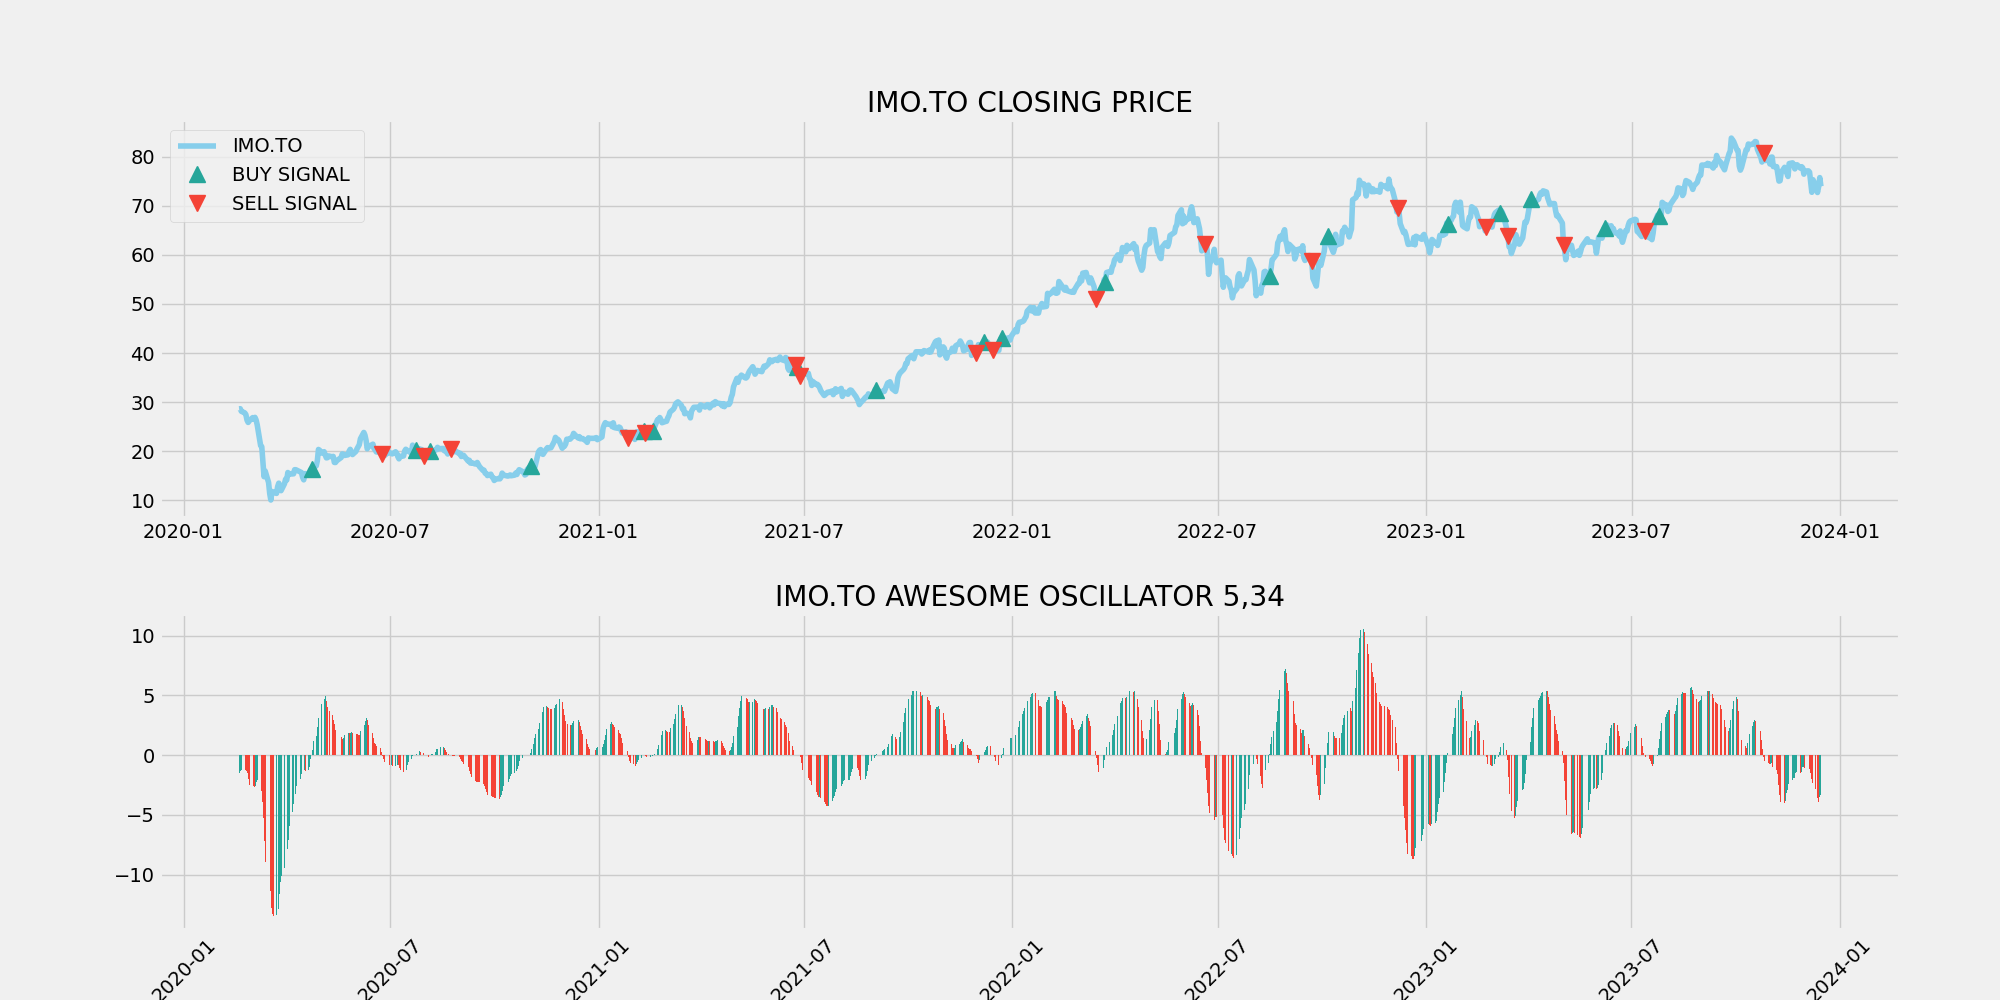 IMO.TO CLOSING PRICE
IMO.TO
BUY SIGNAL
SELL SIGNAL
80
70
60
50
40
30
20
10
2020-01 2020-07 2021-01 2021-07 2022-01 2022-07 2023-01 2023-07 2024-01
IMO.TO AWESOME OSCILLATOR 5,34
10
5
0
−5
−10
2020-01 2020-07 2021-01 2021-07 2022-01 2022-07 2023-01 2023-07 2024-01